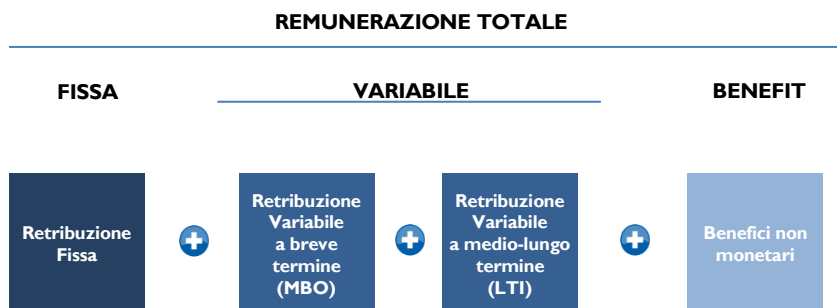 REMUNERAZIONE TOTALE
FISSA
VARIABILE
BENEFIT
Retribuzione
Fissa
Retribuzione
Variabile
a breve
termine
(MBO)
Retribuzione
Variabile
a medio-lungo
termine
(LTI)
Benefici non
monetari